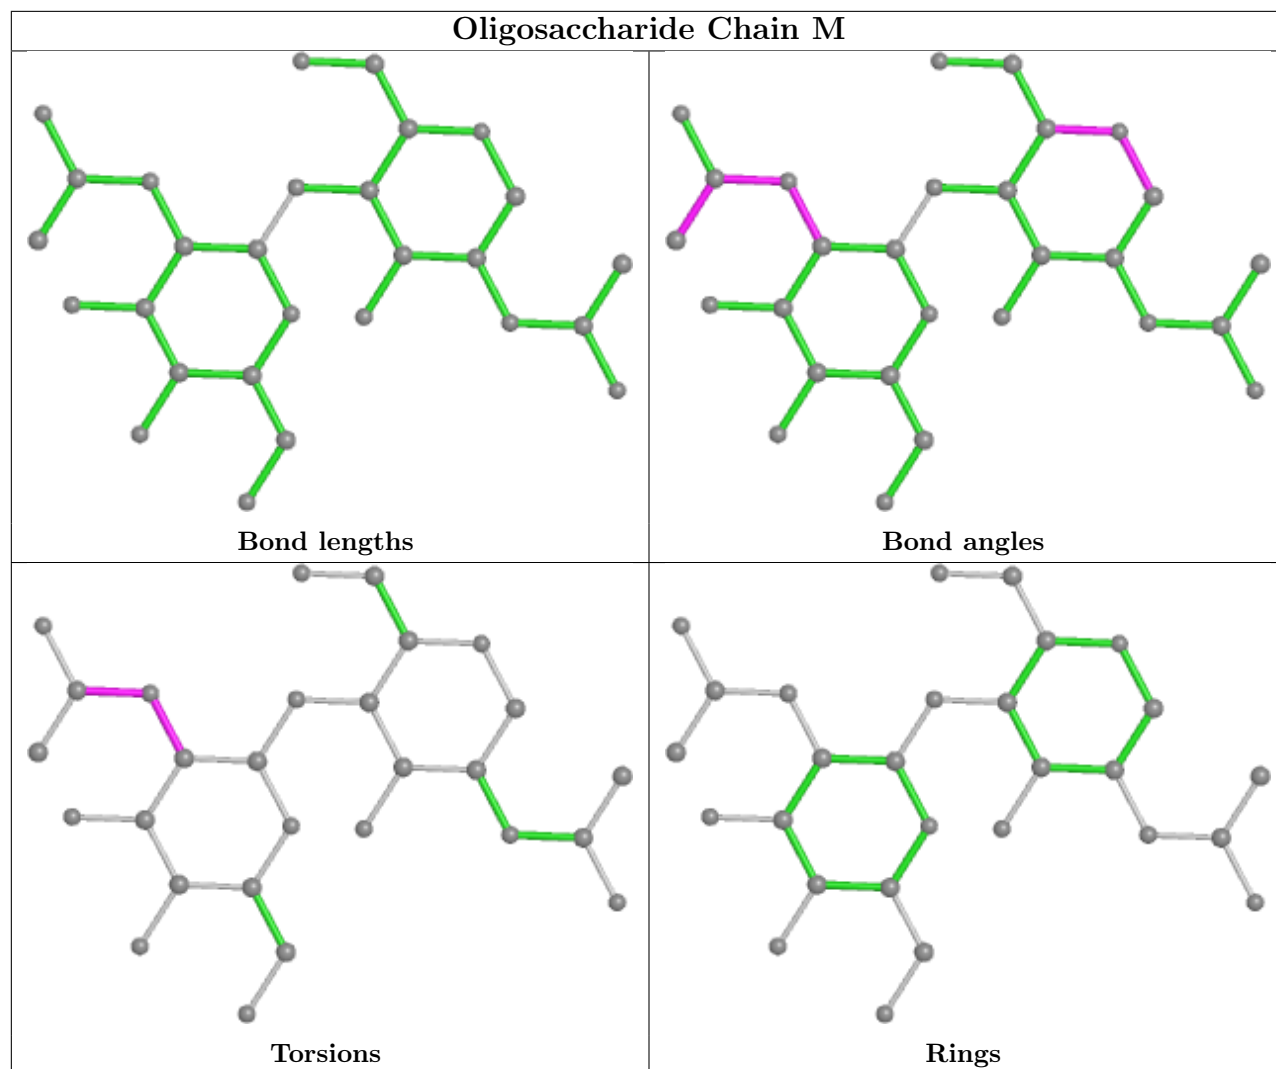 Oligosaccharide Chain M
Bond lengths
Bond angles
Torsions
Rings